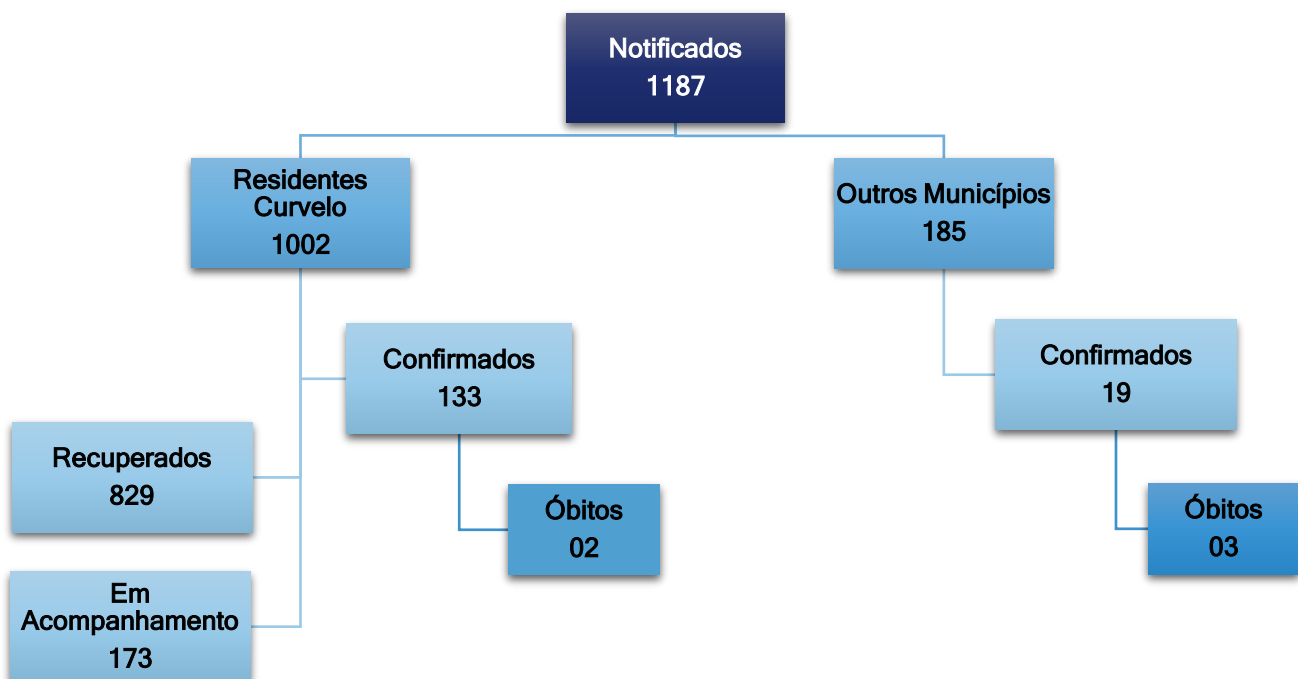 Notificados
1187
Residentes
Curvelo
1002
Outros Municípios
185
Confirmados
133
Confirmados
19
Recuperados
829
Óbitos
02
Óbitos
03
Em
Acompanhamento
173